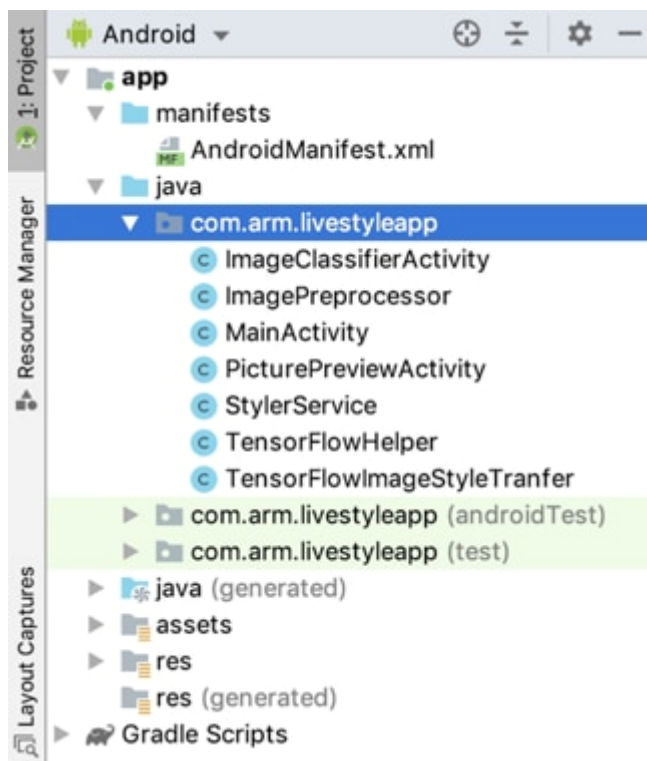 Android
app
manifests
AndroidManifest.xml
java
com.arm.livestyleapp
ImageClassifierActivity
ImagePreprocessor
MainActivity
PicturePreviewActivity
StylerService
TensorFlowHelper
TensorFlowImageStyleTranfer
com.arm.livestyleapp (androidTest)
com.arm.livestyleapp (test)
java (generated)
assets
res
res (generated)
Gradle Scripts
1: Project
Resource Manager
Layout Captures
MF
C
C
C
C
C
C
C